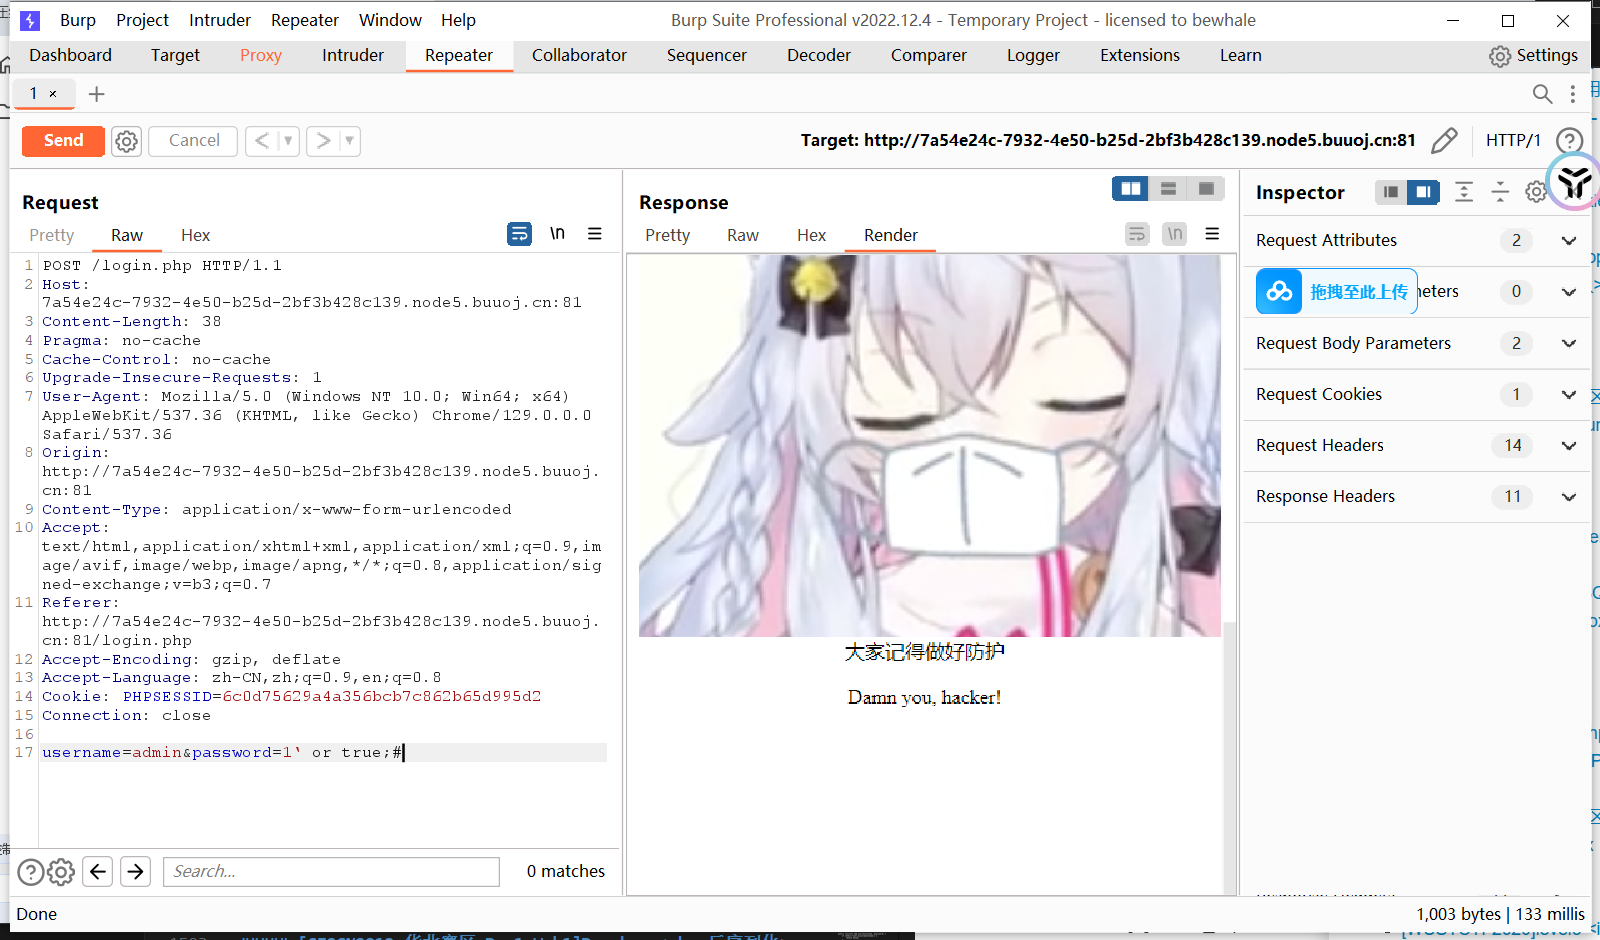 Burp Project Intruder Repeater Window Help Burp Suite Professional v2022.12.4 - Temporary Project - licensed to bewhale
Dashboard Target Proxy Intruder Repeater Collaborator Sequencer Decoder Comparer Logger Extensions Learn Settings
1 × +
Send Cancel < > Target: http://7a54e24c-7932-4e50-b25d-2bf3b428c139.node5.buuoj.cn:81 HTTP/1 ?
Request
Pretty Raw Hex \n
1 POST /login.php HTTP/1.1
2 Host:
7a54e24c-7932-4e50-b25d-2bf3b428c139.node5.buuoj.cn:81
3 Content-Length: 38
4 Pragma: no-cache
5 Cache-Control: no-cache
6 Upgrade-Insecure-Requests: 1
7 User-Agent: Mozilla/5.0 (Windows NT 10.0; Win64; x64)
AppleWebKit/537.36 (KHTML, like Gecko) Chrome/129.0.0.0
Safari/537.36
8 Origin:
http://7a54e24c-7932-4e50-b25d-2bf3b428c139.node5.buuoj.
cn:81
9 Content-Type: application/x-www-form-urlencoded
10 Accept:
text/html,application/xhtml+xml,application/xml;q=0.9,im
age/avif,image/webp,image/apng,*/*;q=0.8,application/sig
ned-exchange;v=b3;q=0.7
11 Referer:
http://7a54e24c-7932-4e50-b25d-2bf3b428c139.node5.buuoj.
cn:81/login.php
12 Accept-Encoding: gzip, deflate
13 Accept-Language: zh-CN,zh;q=0.9,en;q=0.8
14 Cookie: PHPSESSID=6c0d75629a4a356bcb7c862b65d995d2
15 Connection: close
16
17 username=admin&password=1‘ or true;#
? Search... 0 matches
Response
Pretty Raw Hex Render \n
大家记得做好防护
Damn you, hacker!
Inspector
Request Attributes 2
拖拽至此上传 eters 0
Request Body Parameters 2
Request Cookies 1
Request Headers 14
Response Headers 11
Done 1,003 bytes | 133 millis